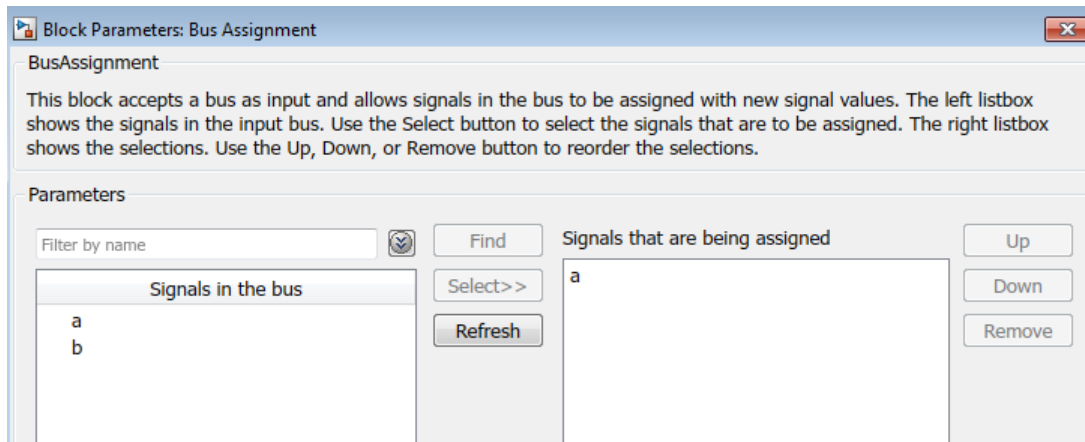 Block Parameters: Bus Assignment
BusAssignment
This block accepts a bus as input and allows signals in the bus to be assigned with new signal values. The left listbox
shows the signals in the input bus. Use the Select button to select the signals that are to be assigned. The right listbox
shows the selections. Use the Up, Down, or Remove button to reorder the selections.
Parameters
Filter by name
Find
Signals that are being assigned
Up
Signals in the bus
Select>>
a
Down
a
Refresh
Remove
b